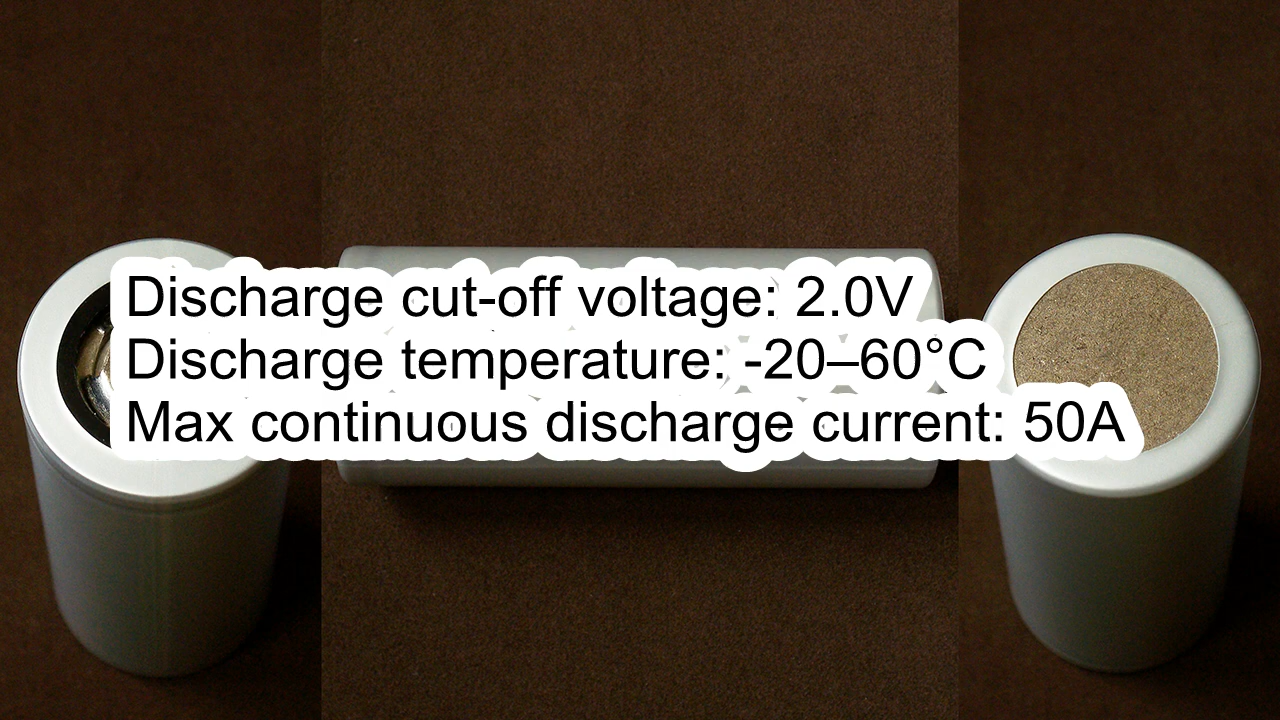 Discharge cut-off voltage: 2.0V
Discharge temperature: -20–60°C
Max continuous discharge current: 50A